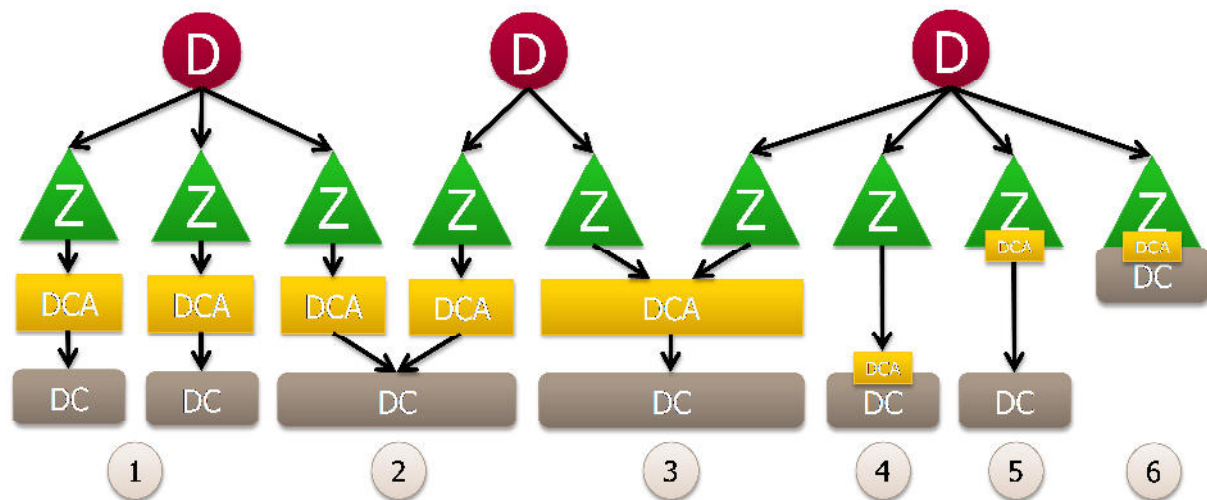 D D D
Z Z Z Z Z Z Z Z Z
DCA DCA
DCA DCA DCA DCA DCA
DCA
DC
DC DC DC DC DC DC
1 2 3 4 5 6